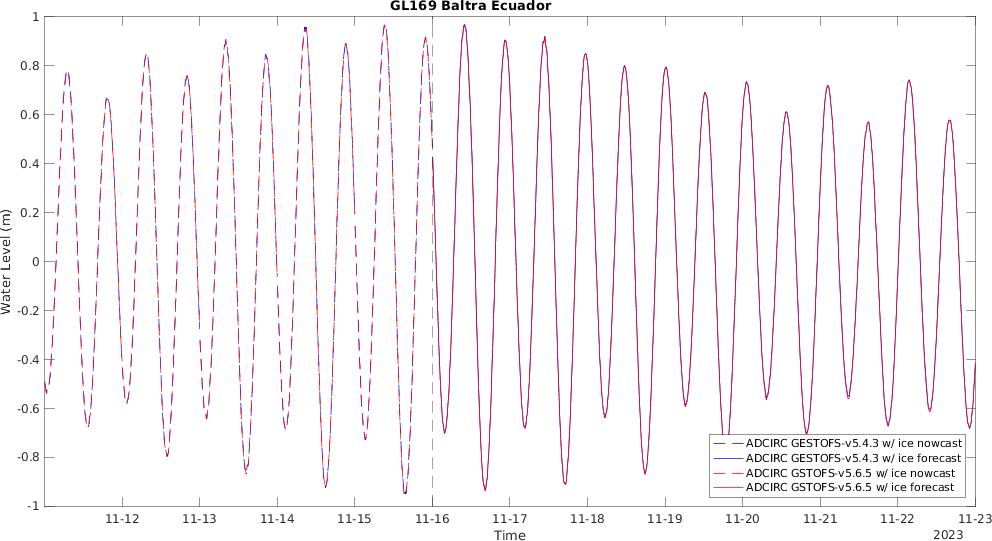 GL169 Baltra Ecuador
1
0.8
0.6
0.4
0.2
0
-0.2
-0.4
-0.6
-0.8
-1
Water Level (m)
ADCIRC GESTOFS-v5.4.3 w/ ice nowcast
ADCIRC GESTOFS-v5.4.3 w/ ice forecast
ADCIRC GSTOFS-v5.6.5 w/ ice nowcast
ADCIRC GSTOFS-v5.6.5 w/ ice forecast
11-12 11-13 11-14 11-15 11-16 11-17 11-18 11-19 11-20 11-21 11-22 11-23
Time
2023